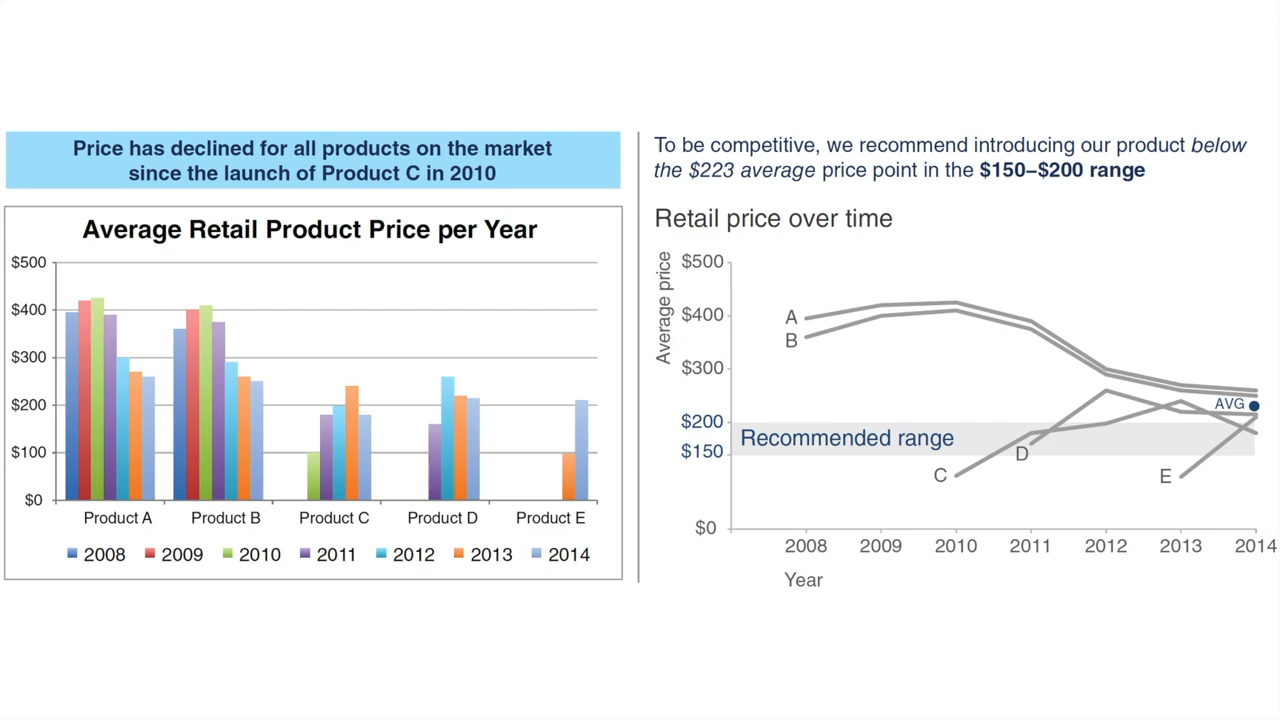 Price has declined for all products on the market
since the launch of Product C in 2010
Average Retail Product Price per Year
$500
$400
$300
$200
$100
$0
Product A
Product B
Product C
Product D
Product E
2008
2009
2010
2011
2012
2013
2014
To be competitive, we recommend introducing our product below
the $223 average price point in the $150–$200 range
Retail price over time
Average price
$500
$400
$300
$200
$150
$0
A
B
C
D
E
AVG
Recommended range
2008
2009
2010
2011
2012
2013
2014
Year